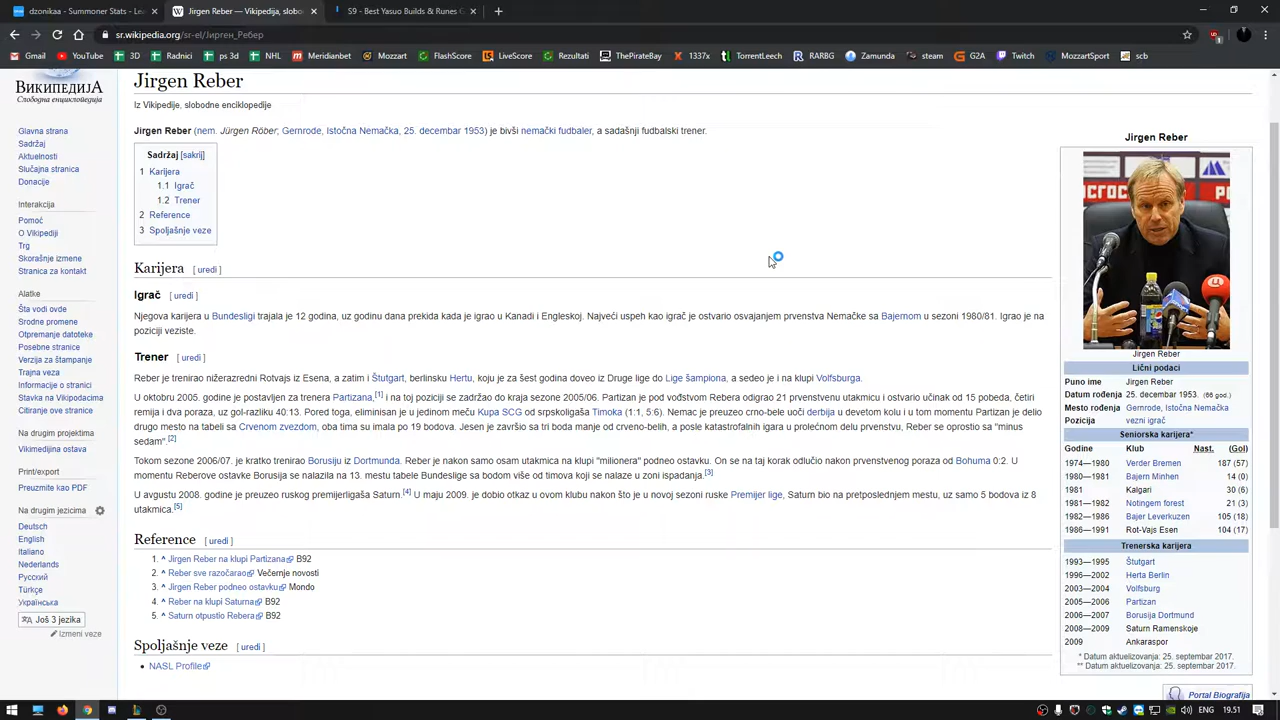 dzonikaa - Summoner Stats - Lea
Jirgen Reber — Vikipedija, slobo
S9 - Best Yasuo Builds & Runes G
sr.wikipedia.org/sr-el/Јирген_Ребер
Gmail
YouTube
3D
Radnici
ps 3d
NHL
Meridianbet
Mozzart
FlashScore
LiveScore
Rezultati
ThePirateBay
1337x
TorrentLeech
RARBG
Zamunda
steam
G2A
Twitch
MozzartSport
scb
ВикипедијА
Слободна енциклопедија
Glavna strana
Sadržaj
Aktuelnosti
Slučajna stranica
Donacije
Interakcija
Pomoć
O Vikipediji
Trg
Skorašnje izmene
Stranica za kontakt
Alatke
Šta vodi ovde
Srodne promene
Otpremanje datoteke
Posebne stranice
Verzija za štampanje
Trajna veza
Informacije o stranici
Stavka na Vikipodacima
Citiranje ove stranice
Na drugim projektima
Vikimedijina ostava
Print/export
Preuzmite kao PDF
Na drugim jezicima
Deutsch
English
Italiano
Nederlands
Русский
Türkçe
Українська
Još 3 jezika
Izmeni veze
Jirgen Reber
Iz Vikipedije, slobodne enciklopedije
Jirgen Reber (nem. Jürgen Röber; Gernrode, Istočna Nemačka, 25. decembar 1953) je bivši nemački fudbaler, a sadašnji fudbalski trener.
Sadržaj [sakrij]
1 Karijera
1.1 Igrač
1.2 Trener
2 Reference
3 Spoljašnje veze
Karijera [ uredi ]
Igrač [ uredi ]
Njegova karijera u Bundesligi trajala je 12 godina, uz godinu dana prekida kada je igrao u Kanadi i Engleskoj. Najveći uspeh kao igrač je ostvario osvajanjem prvenstva Nemačke sa Bajernom u sezoni 1980/81. Igrao je na
poziciji veziste.
Trener [ uredi ]
Reber je trenirao nižerazredni Rotvajs iz Esena, a zatim i Štutgart, berlinsku Hertu, koju je za šest godina doveo iz Druge lige do Lige šampiona, a sedeo je i na klupi Volfsburga.
U oktobru 2005. godine je postavljen za trenera Partizana,[1] i na toj poziciji se zadržao do kraja sezone 2005/06. Partizan je pod vođstvom Rebera odigrao 21 prvenstvenu utakmicu i ostvario učinak od 15 pobeda, četiri
remija i dva poraza, uz gol-razliku 40:13. Pored toga, eliminisan je u jedinom meču Kupa SCG od srpskoligaša Timoka (1:1, 5:6). Nemac je preuzeo crno-bele uoči derbija u devetom kolu i u tom momentu Partizan je delio
drugo mesto na tabeli sa Crvenom zvezdom, oba tima su imala po 19 bodova. Jesen je završio sa tri boda manje od crveno-belih, a posle katastrofalnih igara u prolećnom delu prvenstva, Reber se oprostio sa "minus
sedam".[2]
Tokom sezone 2006/07. je kratko trenirao Borusiju iz Dortmunda. Reber je nakon samo osam utakmica na klupi "milionera" podneo ostavku. On se na taj korak odlučio nakon prvenstvenog poraza od Bohuma 0:2. U
momentu Reberove ostavke Borusija se nalazila na 13. mestu tabele Bundeslige sa bodom više od timova koji se nalaze u zoni ispadanja.[3]
U avgustu 2008. godine je preuzeo ruskog premijerligaša Saturn.[4] U maju 2009. je dobio otkaz u ovom klubu nakon što je u novoj sezoni ruske Premijer lige, Saturn bio na pretposlednjem mestu, uz samo 5 bodova iz 8
utakmica.[5]
Reference [ uredi ]
1. ^ Jirgen Reber na klupi Partizana B92
2. ^ Reber sve razočarao Večernje novosti
3. ^ Jirgen Reber podneo ostavku Mondo
4. ^ Reber na klupi Saturna B92
5. ^ Saturn otpustio Rebera B92
Spoljašnje veze [ uredi ]
NASL Profile
Jirgen Reber
Jirgen Reber
Lični podaci
Puno ime Jirgen Reber
Datum rođenja 25. decembar 1953. (66 god.)
Mesto rođenja Gernrode, Istočna Nemačka
Pozicija vezni igrač
Seniorska karijera*
Godine Klub Nast. (Gol)
1974—1980 Verder Bremen 187 (57)
1980—1981 Bajern Minhen 14 (0)
1981 Kalgari 30 (6)
1981—1982 Notingem forest 21 (3)
1982—1986 Bajer Leverkuzen 105 (18)
1986—1991 Rot-Vajs Esen 104 (17)
Trenerska karijera
1993—1995 Štutgart
1996—2002 Herta Berlin
2003—2004 Volfsburg
2005—2006 Partizan
2006—2007 Borusija Dortmund
2008—2009 Saturn Ramenskoje
2009 Ankaraspor
* Datum aktuelizovanja: 25. septembar 2017.
** Datum aktuelizovanja: 25. septembar 2017.
Portal Biografija
ENG 19.51